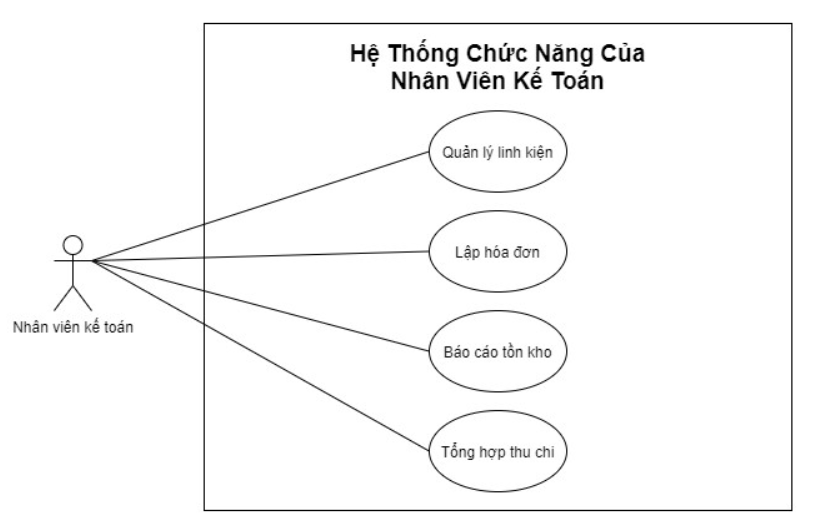 Hệ Thống Chức Năng Của
Nhân Viên Kế Toán
Quản lý linh kiện
Lập hóa đơn
Nhân viên kế toán
Báo cáo tồn kho
Tổng hợp thu chi